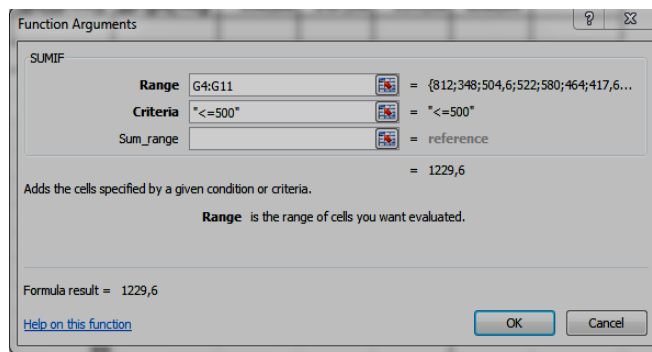 Function Arguments
SUMIF
Range G4:G11 = {812;348;504,6;522;580;464;417,6...
Criteria "<=500" = "<=500"
Sum_range = reference
= 1229,6
Adds the cells specified by a given condition or criteria.
Range is the range of cells you want evaluated.
Formula result = 1229,6
Help on this function
OK Cancel